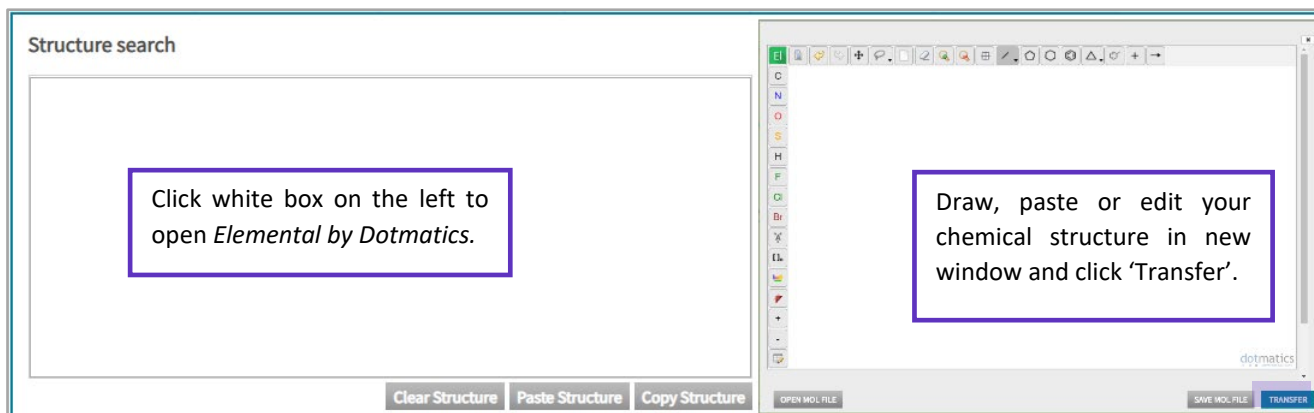 Structure search
Click white box on the left to
open Elemental by Dotmatics.
Clear Structure Paste Structure Copy Structure
El
C
N
O
S
H
F
Cl
Br
+
-
Draw, paste or edit your
chemical structure in new
window and click ‘Transfer’.
dotmatics
OPEN MOL FILE SAVE MOL FILE TRANSFER